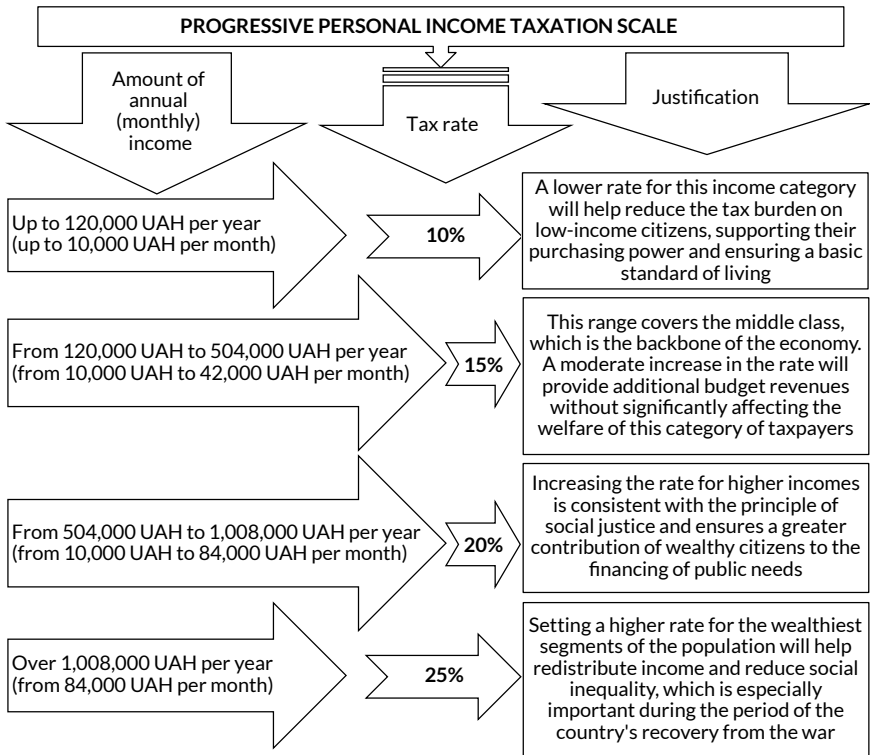 PROGRESSIVE PERSONAL INCOME TAXATION SCALE
Amount of
annual
(monthly)
income
Tax rate
Justification
Up to 120,000 UAH per year
(up to 10,000 UAH per month)
10%
A lower rate for this income category
will help reduce the tax burden on
low-income citizens, supporting their
purchasing power and ensuring a basic
standard of living
From 120,000 UAH to 504,000 UAH per year
(from 10,000 UAH to 42,000 UAH per month)
15%
This range covers the middle class,
which is the backbone of the economy.
A moderate increase in the rate will
provide additional budget revenues
without significantly affecting the
welfare of this category of taxpayers
From 504,000 UAH to 1,008,000 UAH per year
(from 10,000 UAH to 84,000 UAH per month)
20%
Increasing the rate for higher incomes
is consistent with the principle of
social justice and ensures a greater
contribution of wealthy citizens to the
financing of public needs
Over 1,008,000 UAH per year
(from 84,000 UAH per month)
25%
Setting a higher rate for the wealthiest
segments of the population will help
redistribute income and reduce social
inequality, which is especially
important during the period of the
country's recovery from the war